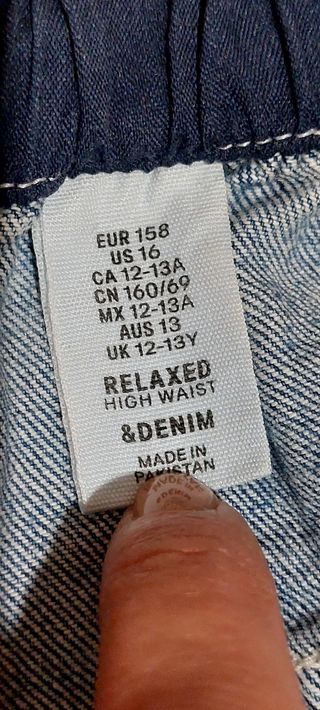 EUR 158
US 16
CA 12-13A
CN 160/69
MX 12-13A
AUS 13
UK 12-13Y
RELAXED
HIGH WAIST
&DENIM
MADE IN
PAKISTAN